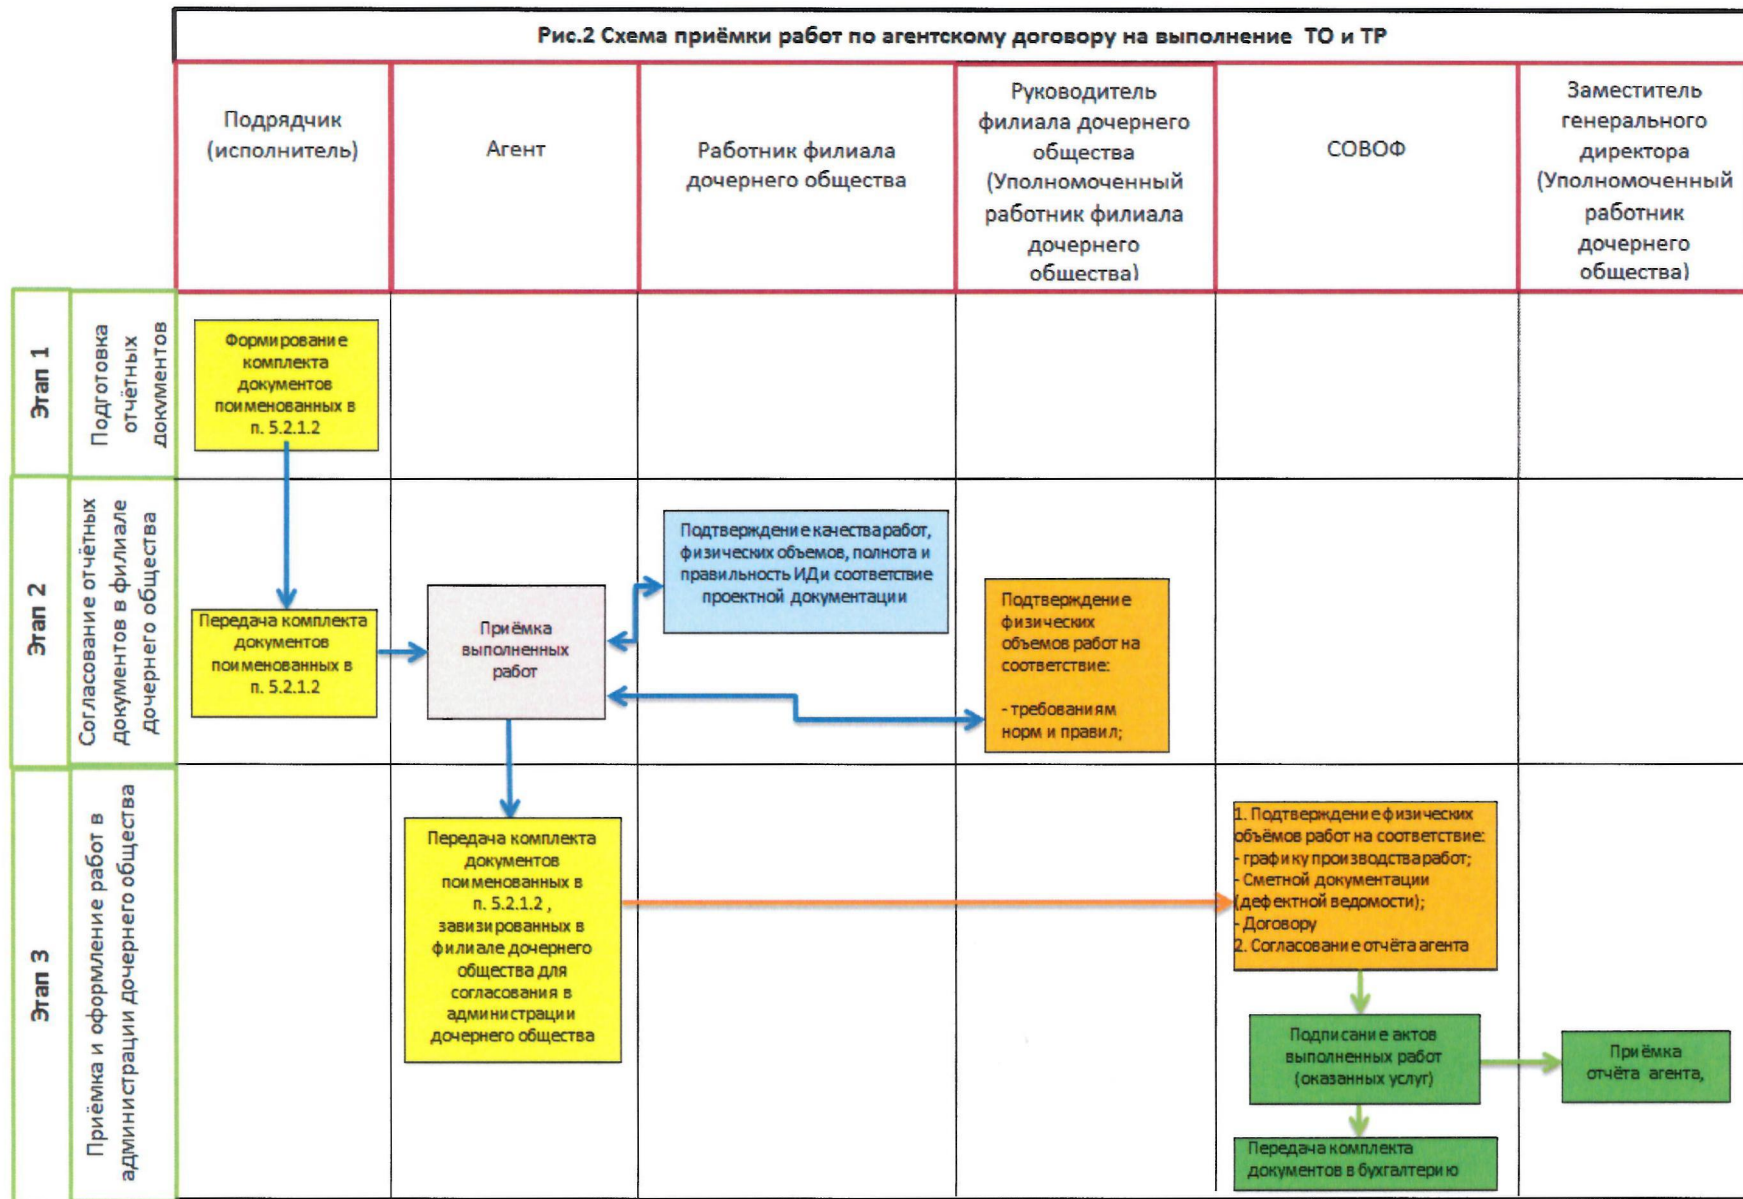 Рис.2 Схема приёмки работ по агентскому договору на выполнение ТО и ТР
Подрядчик
(исполнитель)
Агент
Работник филиала
дочернего общества
Руководитель
филиала дочернего
общества
(Уполномоченный
работник филиала
дочернего
общества)
СОВОФ
Заместитель
генерального
директора
(Уполномоченный
работник
дочернего
общества)
Этап 1
Подготовка
отчётных
документов
Формирование
комплекта
документов
поименованных в
п. 5.2.1.2
Этап 2
Согласование отчётных
документов в филиале
дочернего общества
Передача комплекта
документов
поименованных в
п. 5.2.1.2
Приёмка
выполненных
работ
Подтверждение качества работ,
физических объемов, полнота и
правильность ИД и соответствие
проектной документации
Подтверждение
физических
объемов работ на
соответствие:
- требованиям
норм и правил;
Этап 3
Приёмка и оформление работ в
администрации дочернего общества
Передача комплекта
документов
поименованных в
п. 5.2.1.2 ,
завизированных в
филиале дочернего
общества для
согласования в
администрации
дочернего общества
1. Подтверждение физических
объёмов работ на соответствие:
- графику производства работ;
- Сметной документации
(дефектной ведомости);
- Договору
2. Согласование отчёта агента
Подписание актов
выполненных работ
(оказанных услуг)
Приёмка
отчёта агента,
Передача комплекта
документов в бухгалтерию